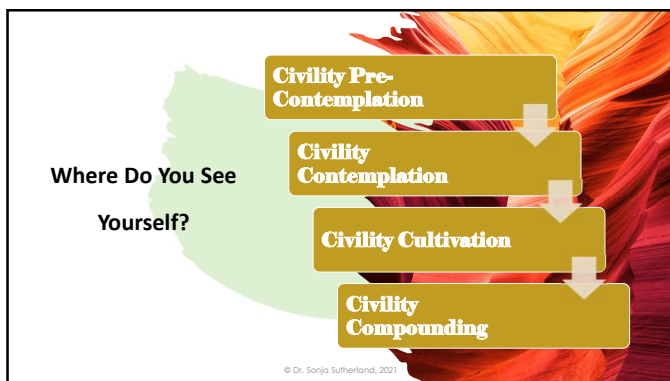 Where Do You See
Yourself?
Civility Pre-
Contemplation
Civility
Contemplation
Civility Cultivation
Civility
Compounding
© Dr. Sonja Sutherland, 2021